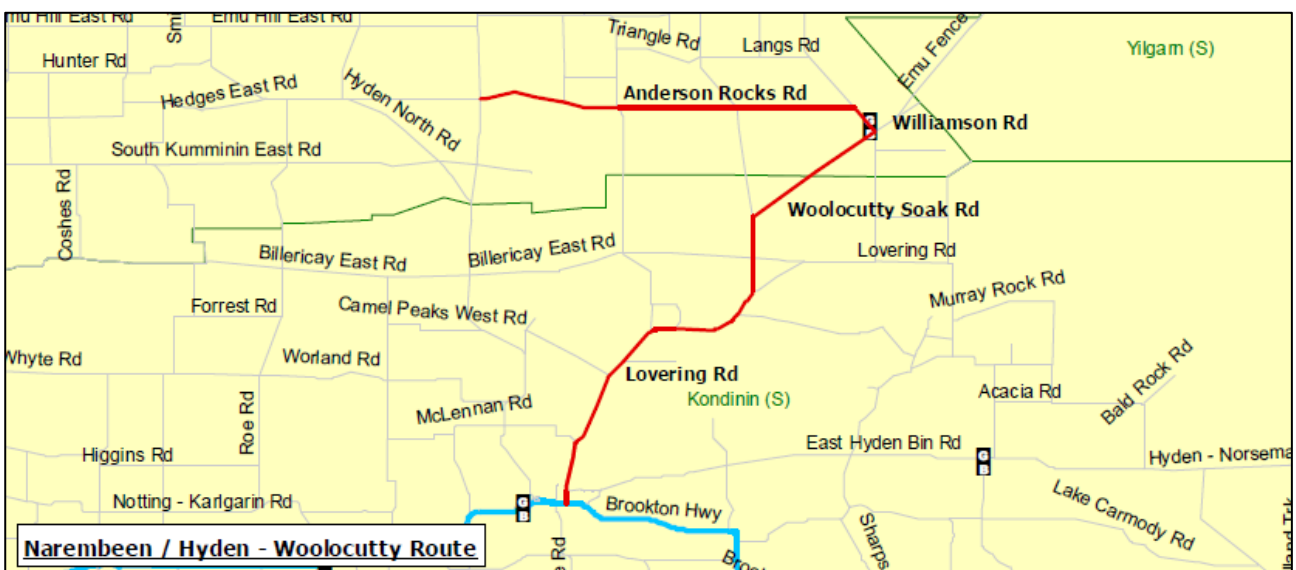 Emu Hill East Rd
Triangle Rd
Langs Rd
Emu Fence
Yilgarn (S)
Hunter Rd
Hedges East Rd
Hyden North Rd
Anderson Rocks Rd
Williamson Rd
South Kumminin East Rd
Coshes Rd
Woolocutty Soak Rd
Billericay East Rd
Billericay East Rd
Lovering Rd
Murray Rock Rd
Forrest Rd
Camel Peaks West Rd
Whyte Rd
Worland Rd
Lovering Rd
Kondinin (S)
Acacia Rd
Bald Rock Rd
McLennan Rd
Roe Rd
East Hyden Bin Rd
Higgins Rd
Hyden - Norsema
G
B
Notting - Karlgarin Rd
G
B
Brookton Hwy
Lake Carmody Rd
Sharps
Narembeen / Hyden - Woolocutty Route
e Rd
Broo
land Trk